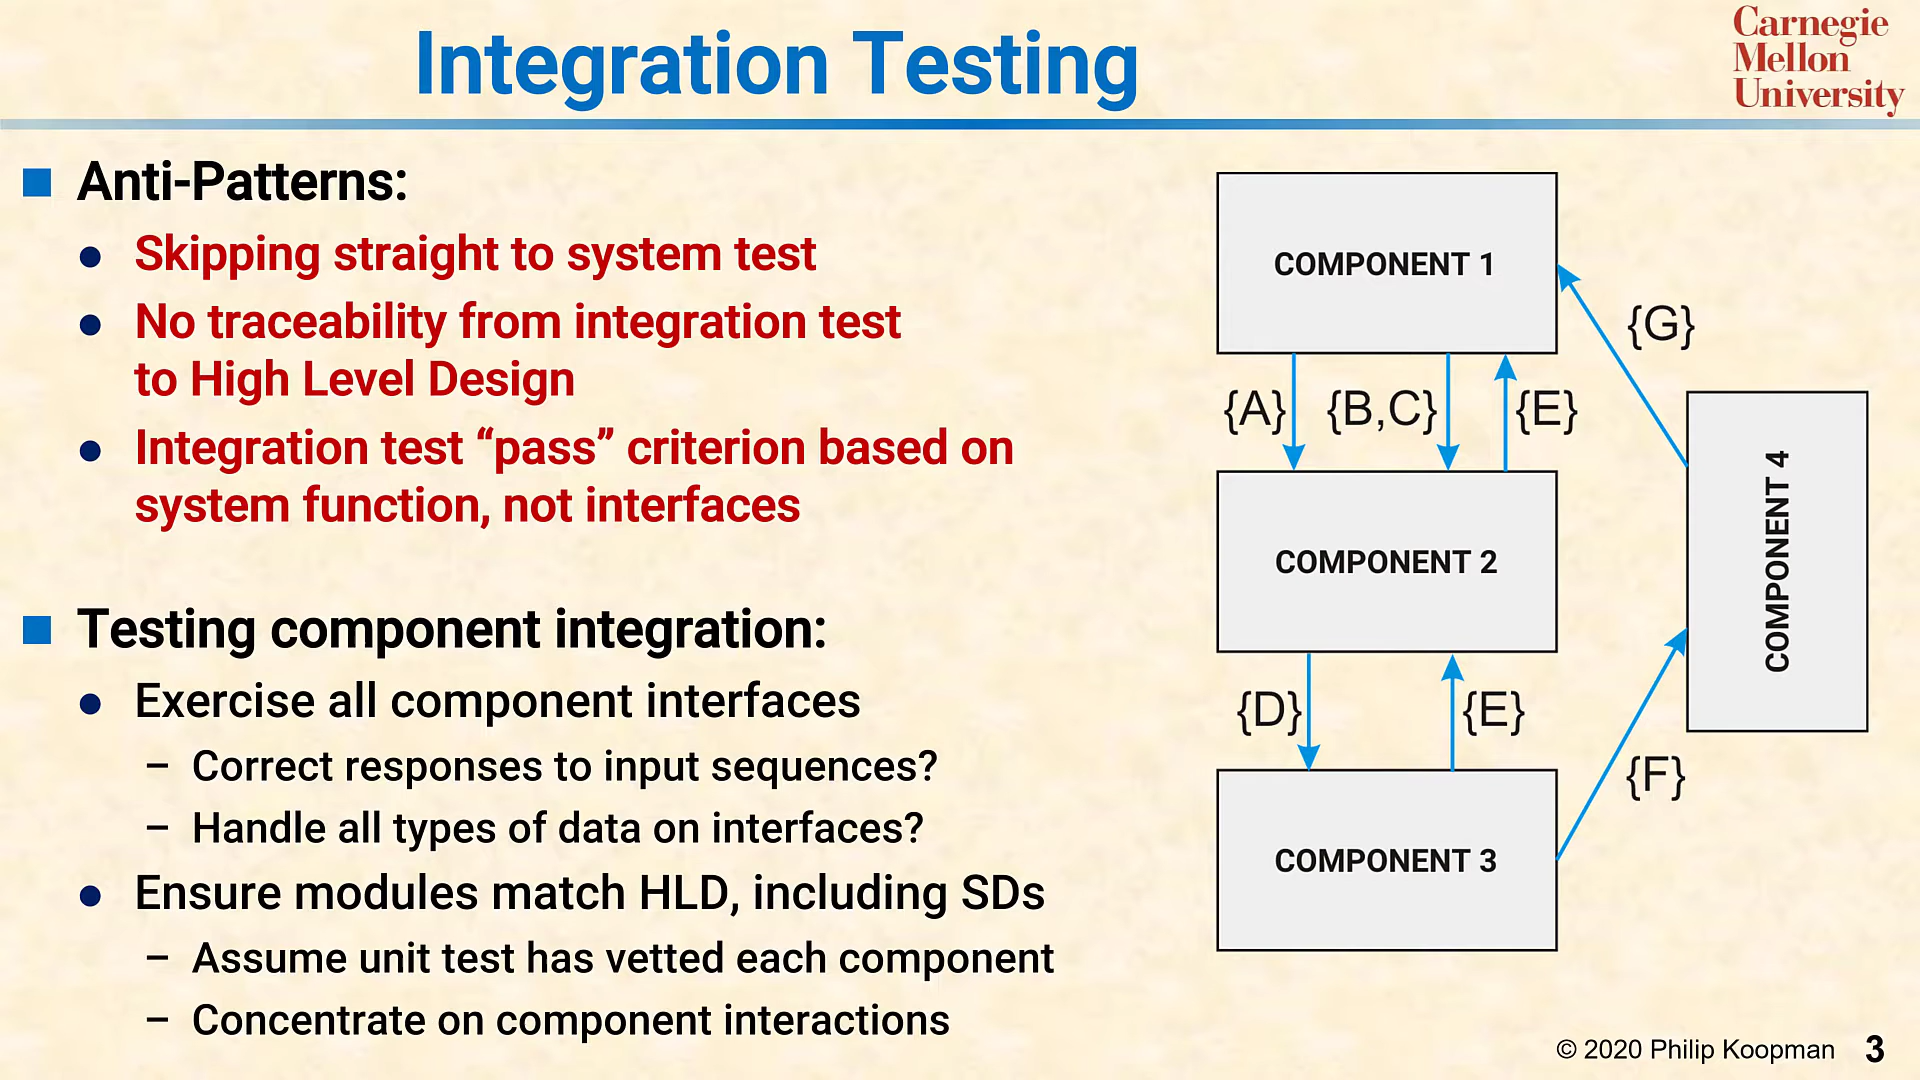 Integration Testing
Carnegie
Mellon
University
Anti-Patterns:
Skipping straight to system test
No traceability from integration test
to High Level Design
Integration test “pass” criterion based on
system function, not interfaces
Testing component integration:
Exercise all component interfaces
– Correct responses to input sequences?
– Handle all types of data on interfaces?
Ensure modules match HLD, including SDs
– Assume unit test has vetted each component
– Concentrate on component interactions
COMPONENT 1
{G}
{A} {B,C} {E}
COMPONENT 4
COMPONENT 2
{D} {E}
{F}
COMPONENT 3
© 2020 Philip Koopman 3